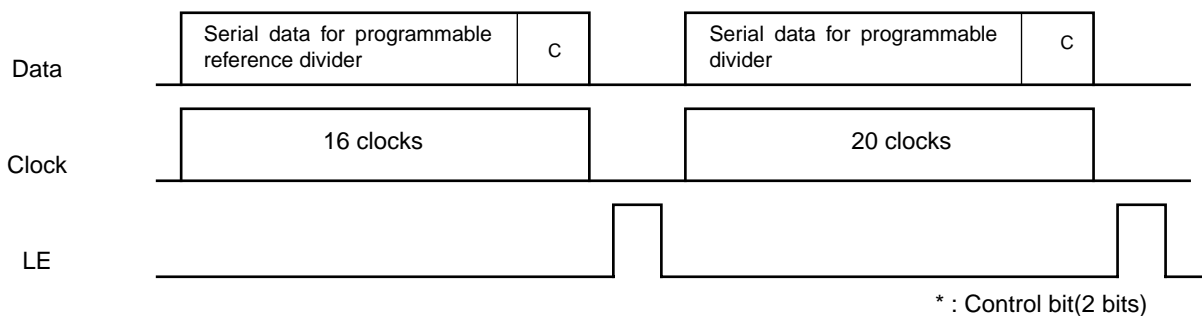 Serial data for programmable
reference divider
C
Serial data for programmable
divider
C
Data
16 clocks
20 clocks
Clock
LE
* : Control bit(2 bits)